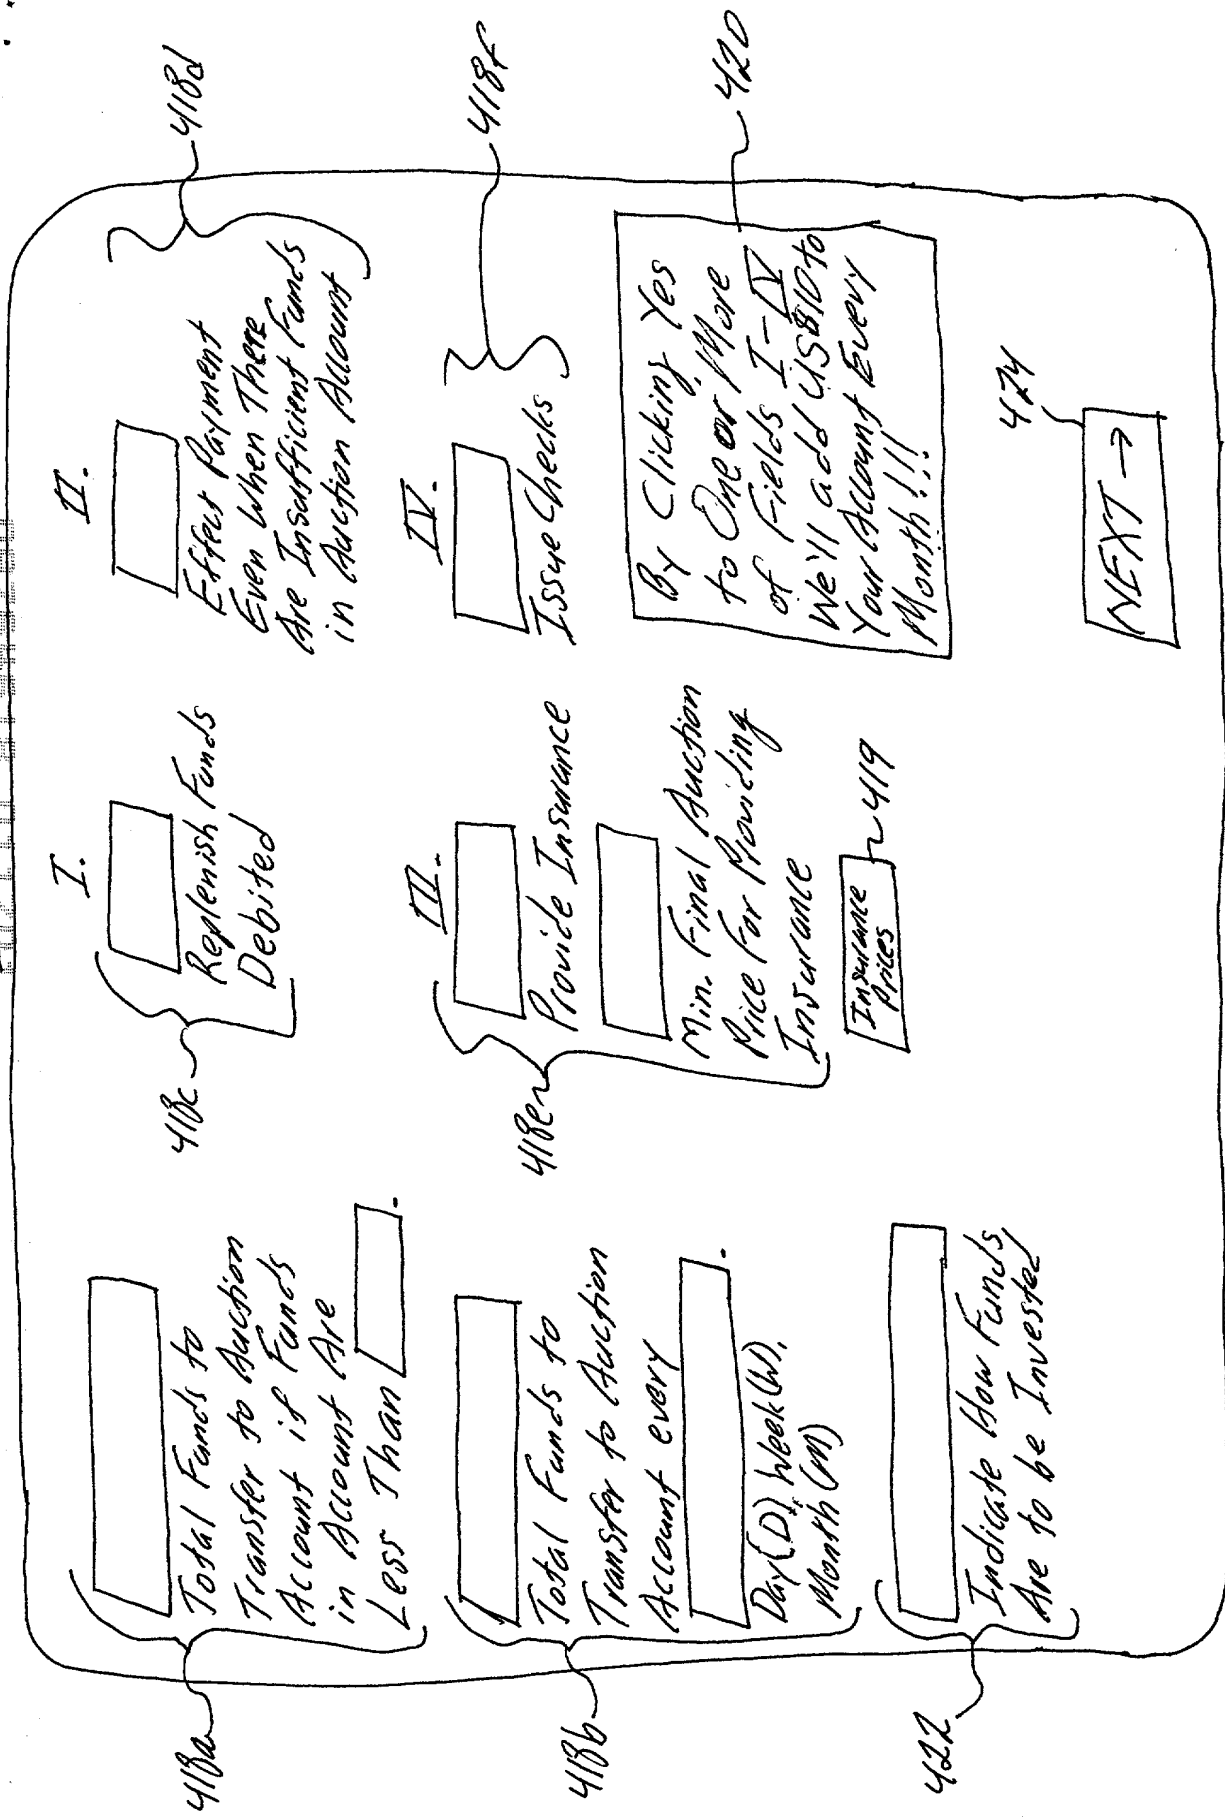 418a
Total Funds to
Transfer to Auction
Account if Funds
in Account Are
Less Than .
418b
Total Funds to
Transfer to Auction
Account every
.
Day (D), Week (W),
Month (M)
422
Indicate How Funds
Are to be Invested
I.
418c
Replenish Funds
Debited
II.
418d
Effect Payment
Even When There
Are Insufficient Funds
in Auction Account
III.
418e
Provide Insurance
Min. Final Auction
Price For Providing
Insurance
Insurance
Prices
419
IV.
418f
Issue Checks
420
By Clicking Yes
to One or More
of Fields I-IV
We'll add US$10 to
Your Account Every
Month!!!
424
NEXT →